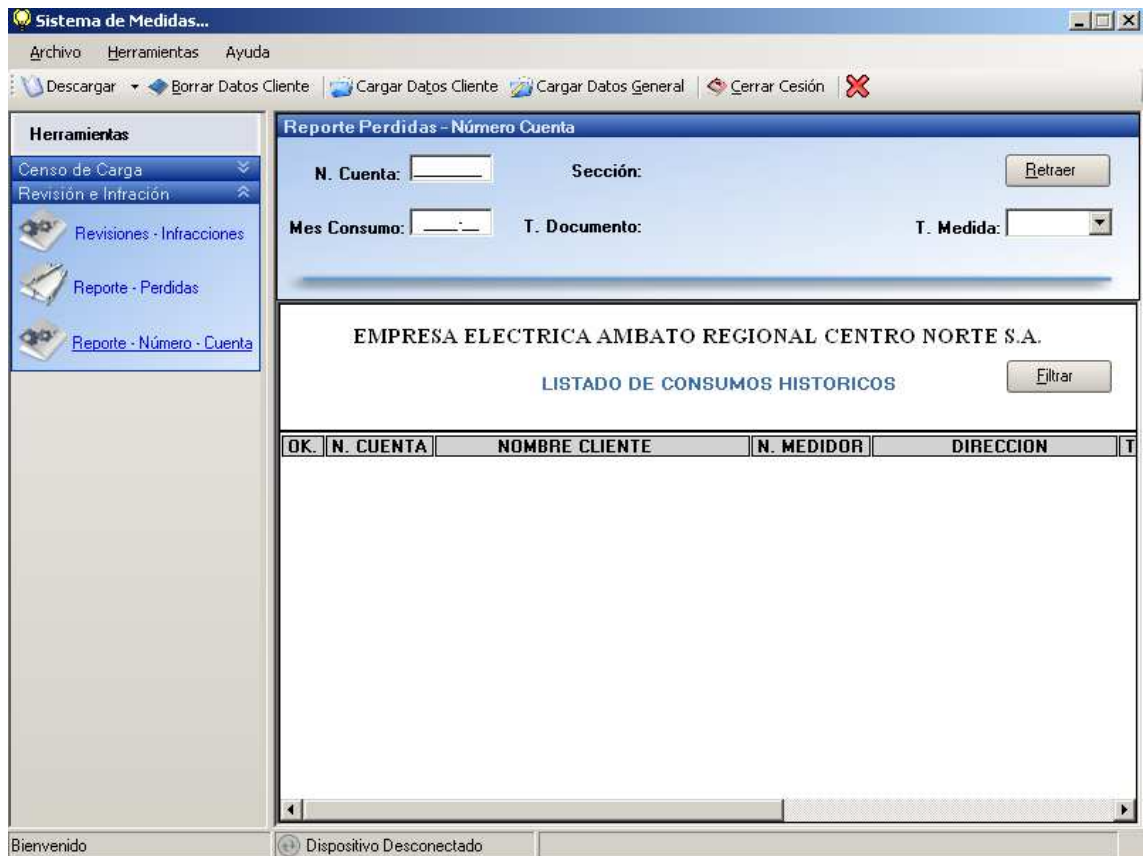 Sistema de Medidas...
Archivo Herramientas Ayuda
Descargar Borrar Datos Cliente Cargar Datos Cliente Cargar Datos General Cerrar Cesión
Herramientas
Censo de Carga
Revisión e Intración
Revisiones - Infracciones
Reporte - Perdidas
Reporte - Número - Cuenta
Reporte Perdidas - Número Cuenta
N. Cuenta: Sección: Retraer
Mes Consumo: T. Documento: T. Medida:
EMPRESA ELECTRICA AMBATO REGIONAL CENTRO NORTE S.A.
LISTADO DE CONSUMOS HISTORICOS Filtrar
OK. N. CUENTA NOMBRE CLIENTE N. MEDIDOR DIRECCION T
Bienvenido Dispositivo Desconectado